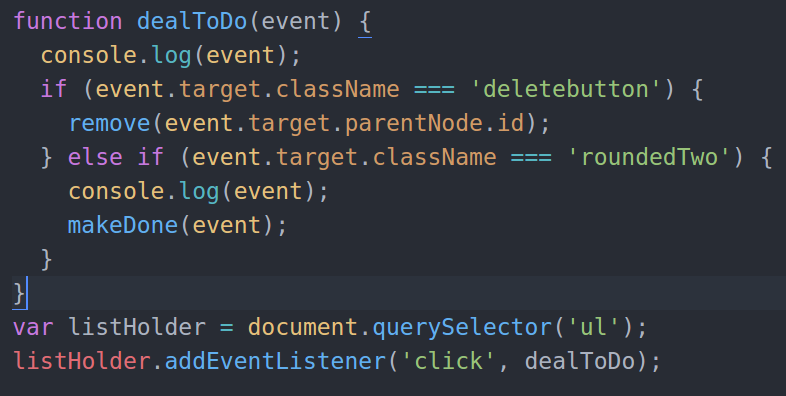 function dealToDo(event) {
  console.log(event);
  if (event.target.className === 'deletebutton') {
    remove(event.target.parentNode.id);
  } else if (event.target.className === 'roundedTwo') {
    console.log(event);
    makeDone(event);
  }
}
var listHolder = document.querySelector('ul');
listHolder.addEventListener('click', dealToDo);